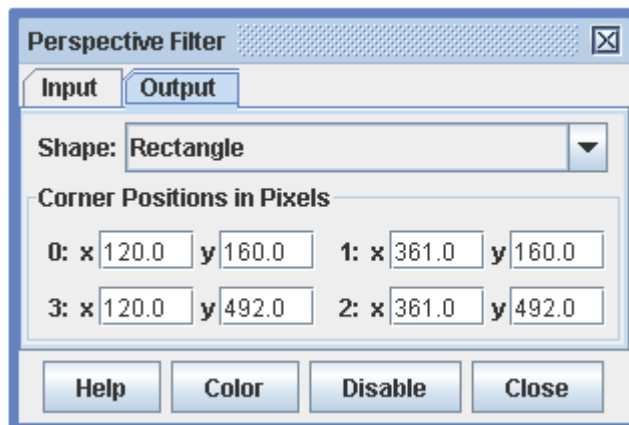 Perspective Filter
Input Output
Shape: Rectangle
Corner Positions in Pixels
0: x 120.0 y 160.0 1: x 361.0 y 160.0
3: x 120.0 y 492.0 2: x 361.0 y 492.0
Help Color Disable Close